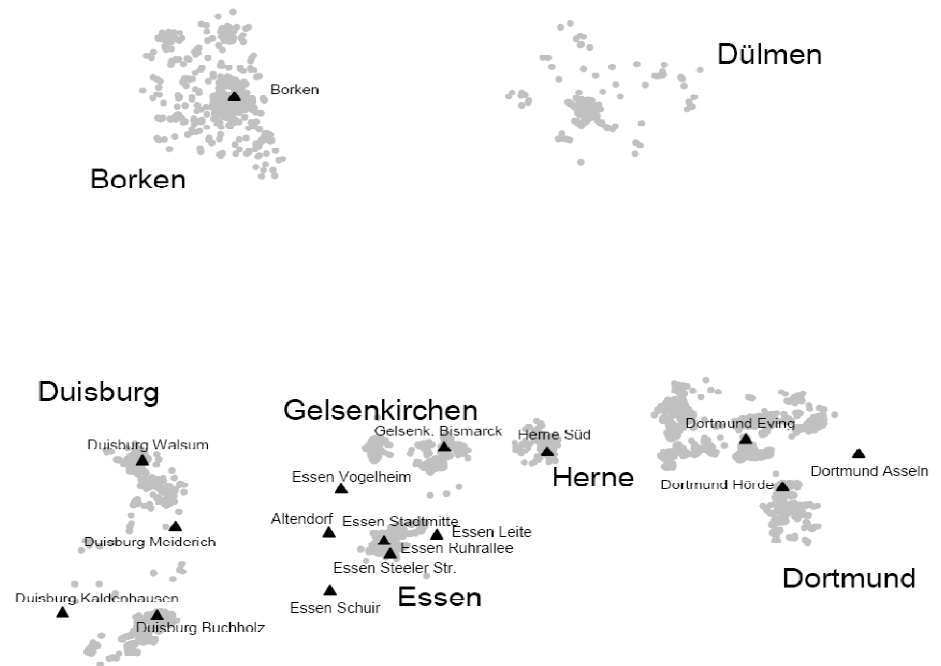 Dülmen
Borken
Borken
Duisburg
Gelsenkirchen
Gelsenk. Bismarck
Dortmund Eving
Herne Süd
Duisburg Walsum
Herne
Dortmund Asseln
Essen Vogelheim
Dortmund Hörde
Altendorf
Essen Stadtmitte
Essen Leite
Duisburg Meiderich
Essen Ruhrallee
Essen Steeler Str.
Dortmund
Duisburg Kaldenhausen
Essen
Essen Schuir
Duisburg Buchholz